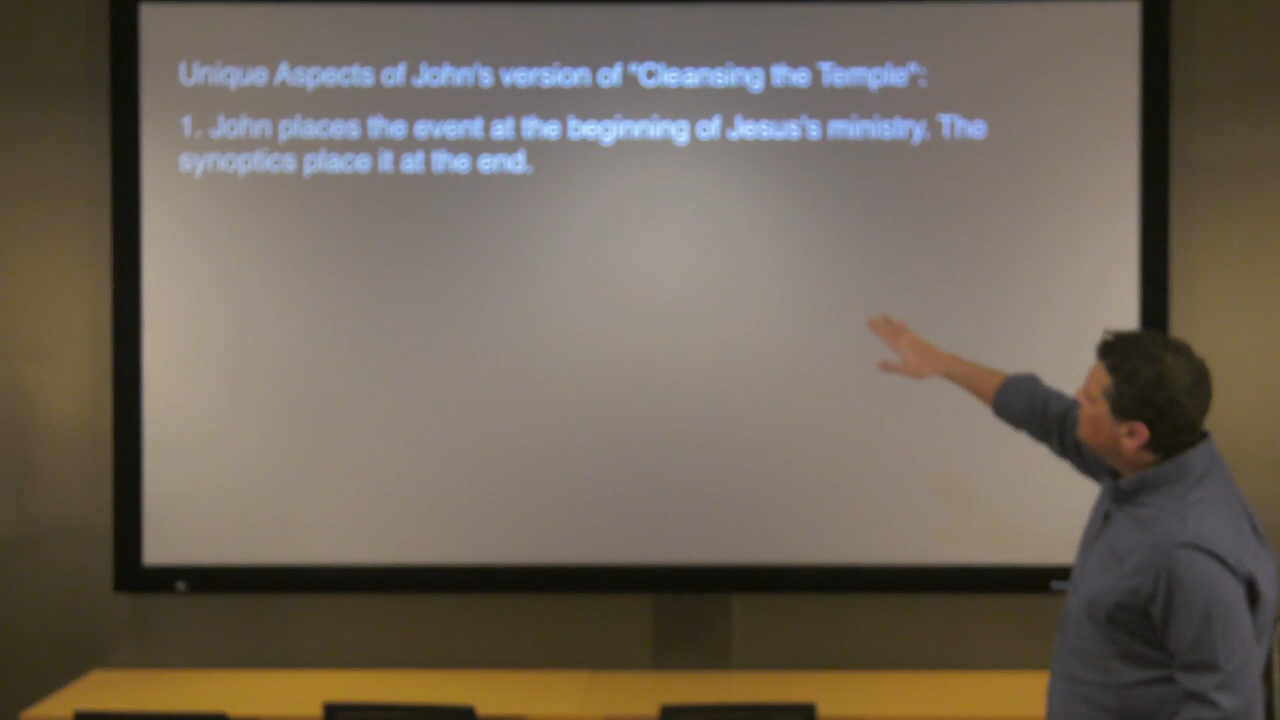 Unique Aspects of John's version of "Cleansing the Temple":
1. John places the event at the beginning of Jesus's ministry. The
synoptics place it at the end.